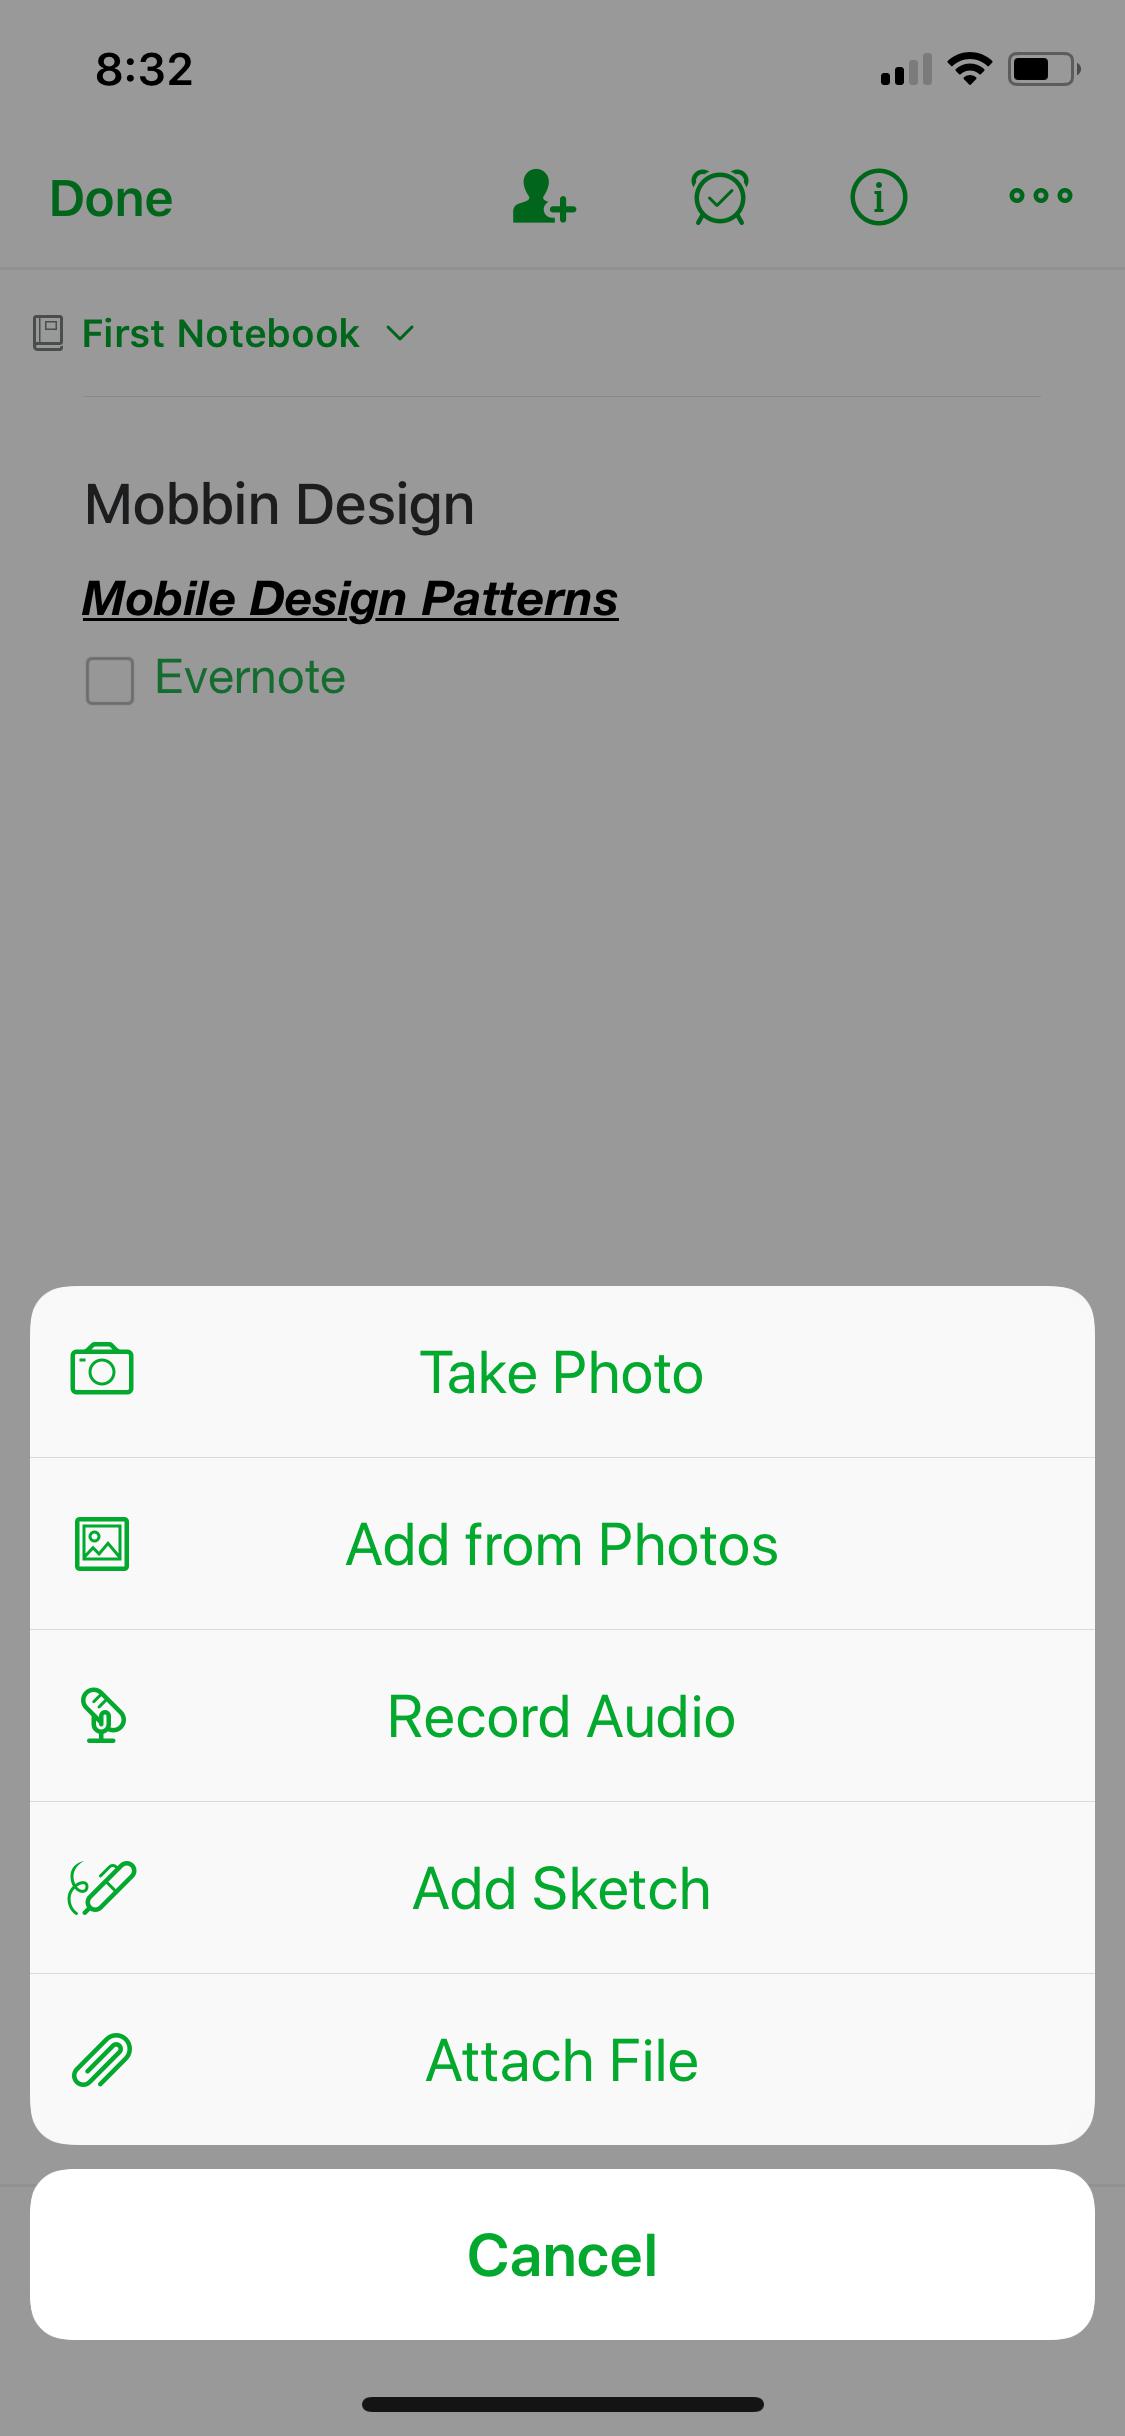 8:32
Done
First Notebook
Mobbin Design
Mobile Design Patterns
Evernote
Take Photo
Add from Photos
Record Audio
Add Sketch
Attach File
Cancel